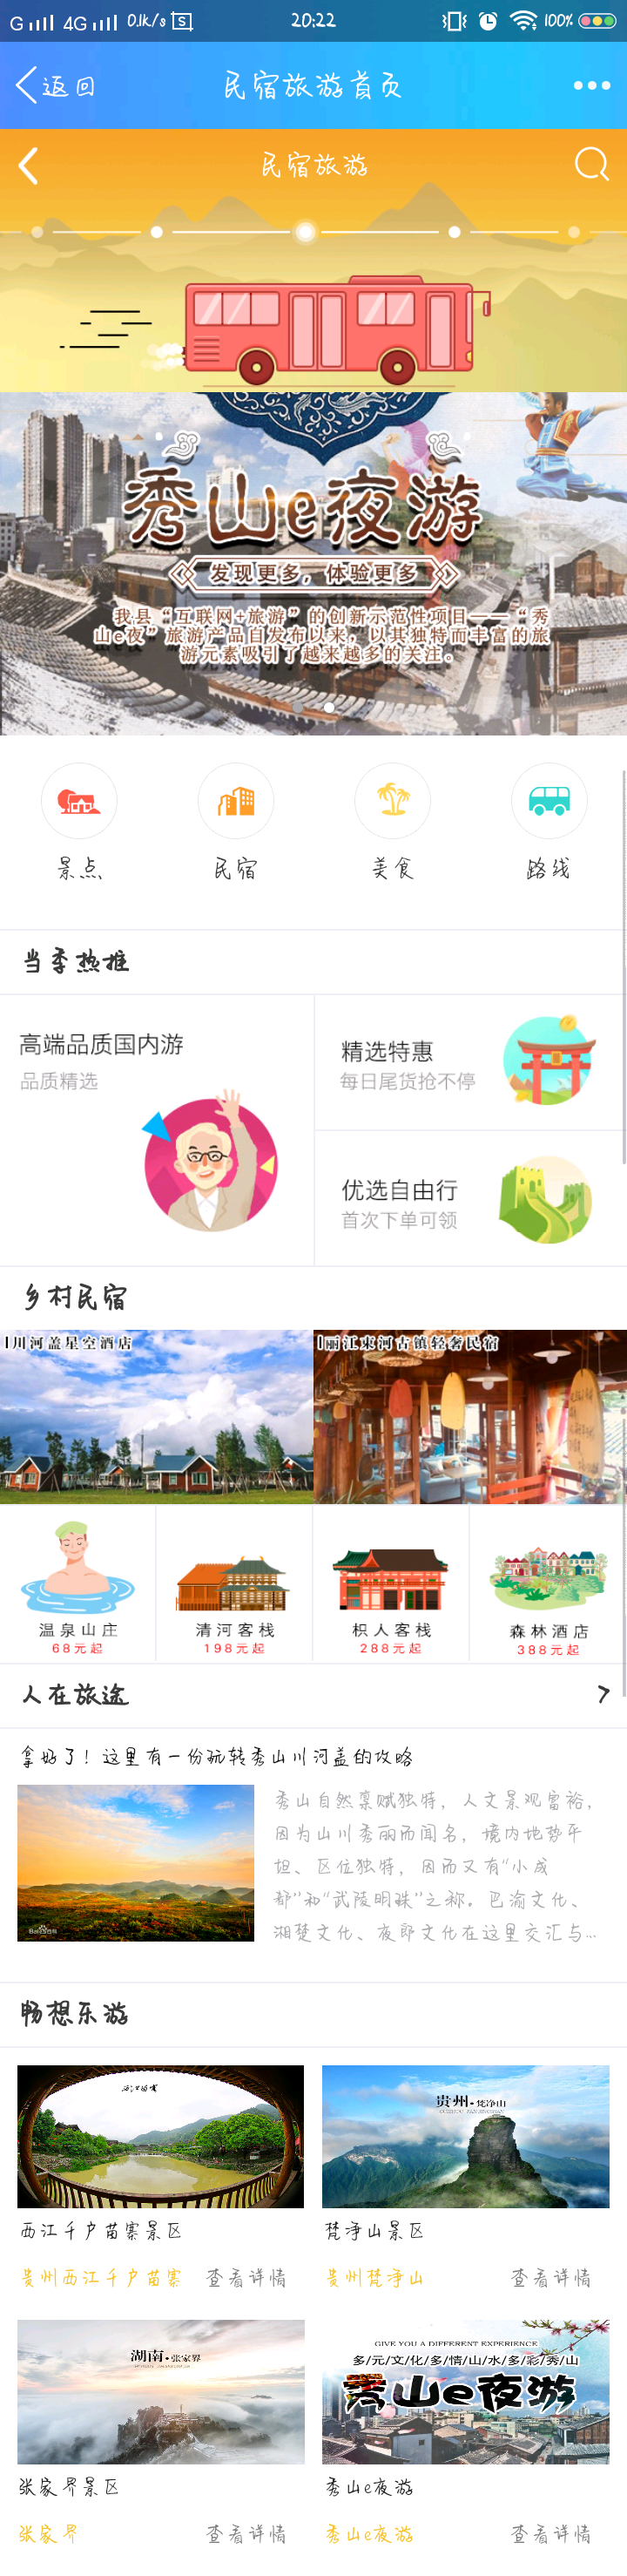 G 4G 0.1k/s 20:22 100%
返回 民宿旅游首页
民宿旅游
秀山e夜游
发现更多，体验更多
我县“互联网+旅游”的创新示范性项目——“秀
山e夜”旅游产品自发布以来，以其独特而丰富的旅
游元素吸引了越来越多的关注。
景点 民宿 美食 路线
当季热推
高端品质国内游
品质精选
精选特惠
每日尾货抢不停
优选自由行
首次下单可领
乡村民宿
川河盖星空酒店 丽江束河古镇轻奢民宿
温泉山庄 清河客栈 枳人客栈 森林酒店
68元起 198元起 288元起 388元起
人在旅途
拿好了！这里有一份玩转秀山川河盖的攻略
秀山自然禀赋独特，人文景观富裕，
因为山川秀丽而闻名，境内地势平
坦、区位独特，因而又有“小成
都”和“武陵明珠”之称。巴渝文化、
湘楚文化、夜郎文化在这里交汇与...
Baidu百科
畅想乐游
贵州·梵净山
西江千户苗寨景区 梵净山景区
贵州西江千户苗寨 查看详情 贵州梵净山 查看详情
湖南·张家界
GIVE YOU A DIFFERENT EXPERIENCE
多元文化多情山水多彩秀山
秀山e夜游
张家界景区 秀山e夜游
张家界 查看详情 秀山e夜游 查看详情